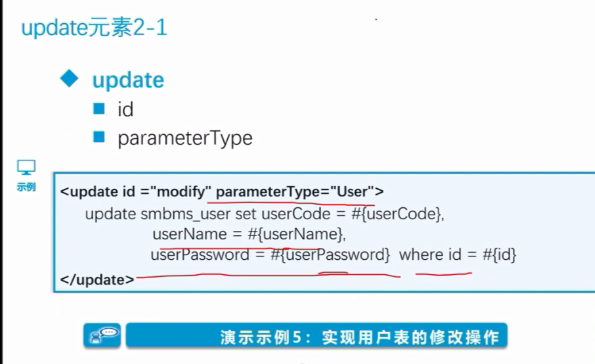 update元素2-1
update
id
parameterType
示例
<update id ="modify" parameterType="User">
update smbms_user set userCode = #{userCode},
userName = #{userName},
userPassword = #{userPassword} where id = #{id}
</update>
演示示例5：实现用户表的修改操作